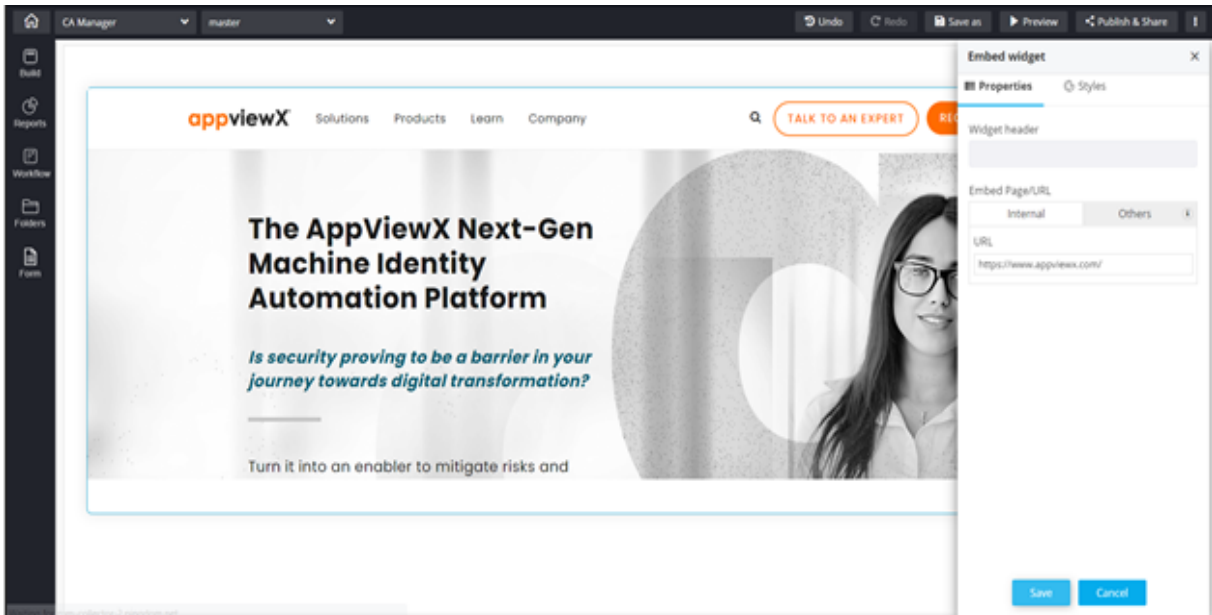 CA Manager
master
Undo
Redo
Save as
Preview
Publish & Share
Build
Reports
Workflow
Folders
Form
appviewX
Solutions
Products
Learn
Company
TALK TO AN EXPERT
The AppViewX Next-Gen
Machine Identity
Automation Platform
Is security proving to be a barrier in your
journey towards digital transformation?
Turn it into an enabler to mitigate risks and
Embed widget
Properties
Styles
Widget header
Embed Page/URL
Internal
Others
URL
https://www.appviewx.com/
Save
Cancel